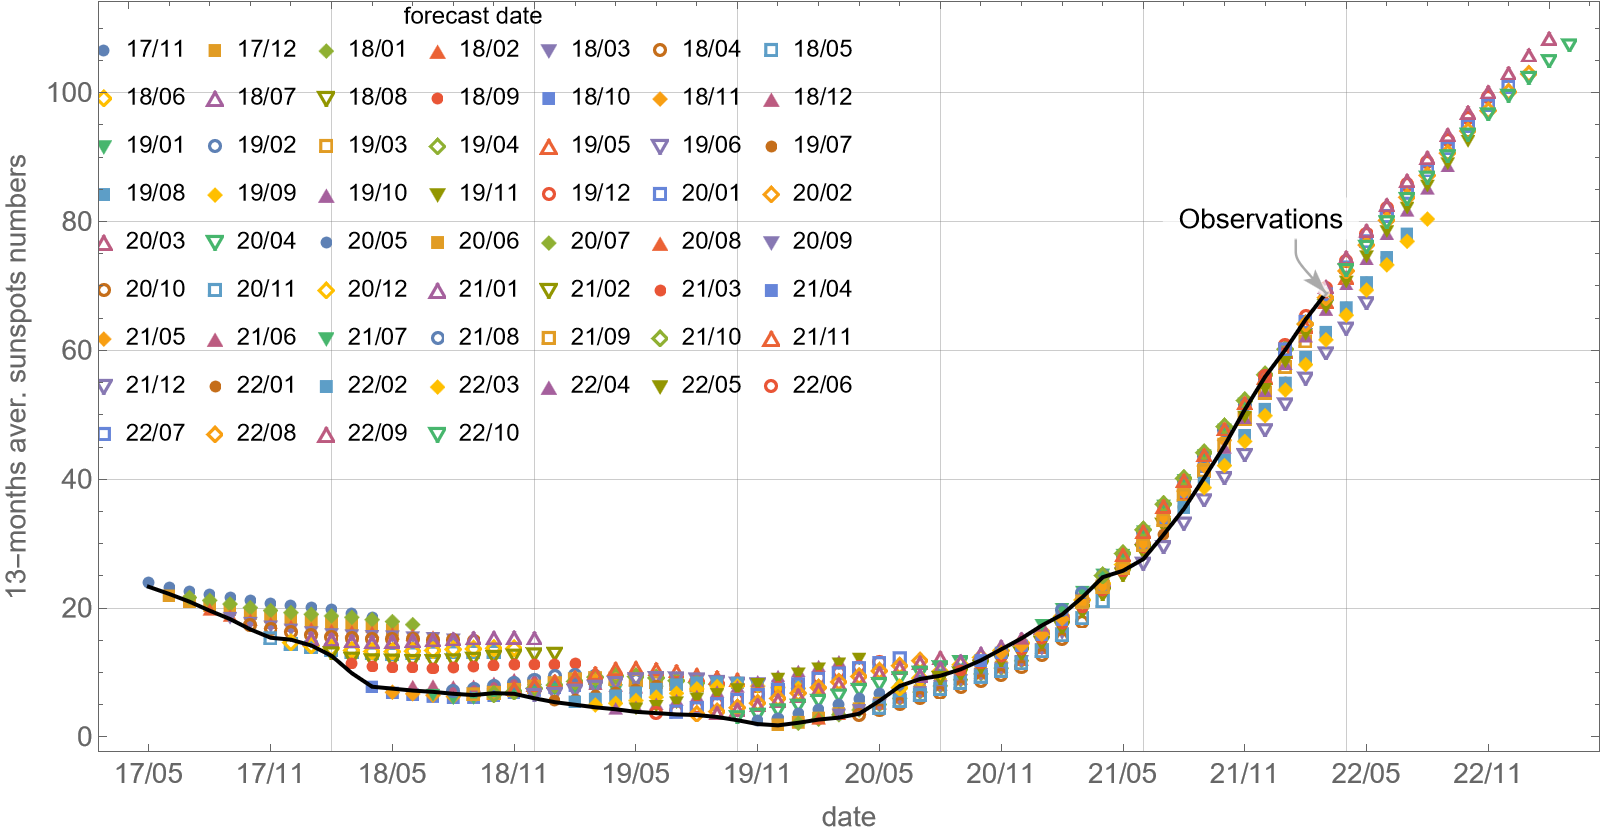 forecast date
17/11 17/12 18/01 18/02 18/03 18/04 18/05
18/06 18/07 18/08 18/09 18/10 18/11 18/12
19/01 19/02 19/03 19/04 19/05 19/06 19/07
19/08 19/09 19/10 19/11 19/12 20/01 20/02
20/03 20/04 20/05 20/06 20/07 20/08 20/09
20/10 20/11 20/12 21/01 21/02 21/03 21/04
21/05 21/06 21/07 21/08 21/09 21/10 21/11
21/12 22/01 22/02 22/03 22/04 22/05 22/06
22/07 22/08 22/09 22/10
Observations
13−months aver. sunspots numbers
100
80
60
40
20
0
17/05 17/11 18/05 18/11 19/05 19/11 20/05 20/11 21/05 21/11 22/05 22/11
date